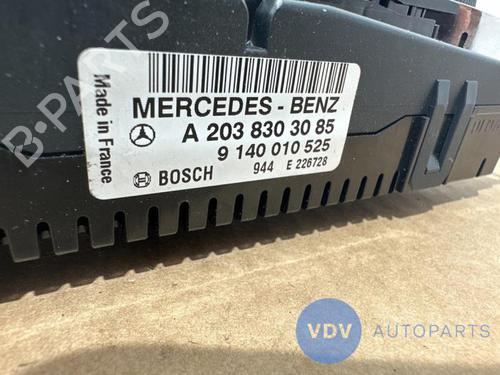 MERCEDES - BENZ
A 203 830 30 85
9 140 010 525
BOSCH 944 E 226728
Made in France
B-PARTS
VDV AUTOPARTS